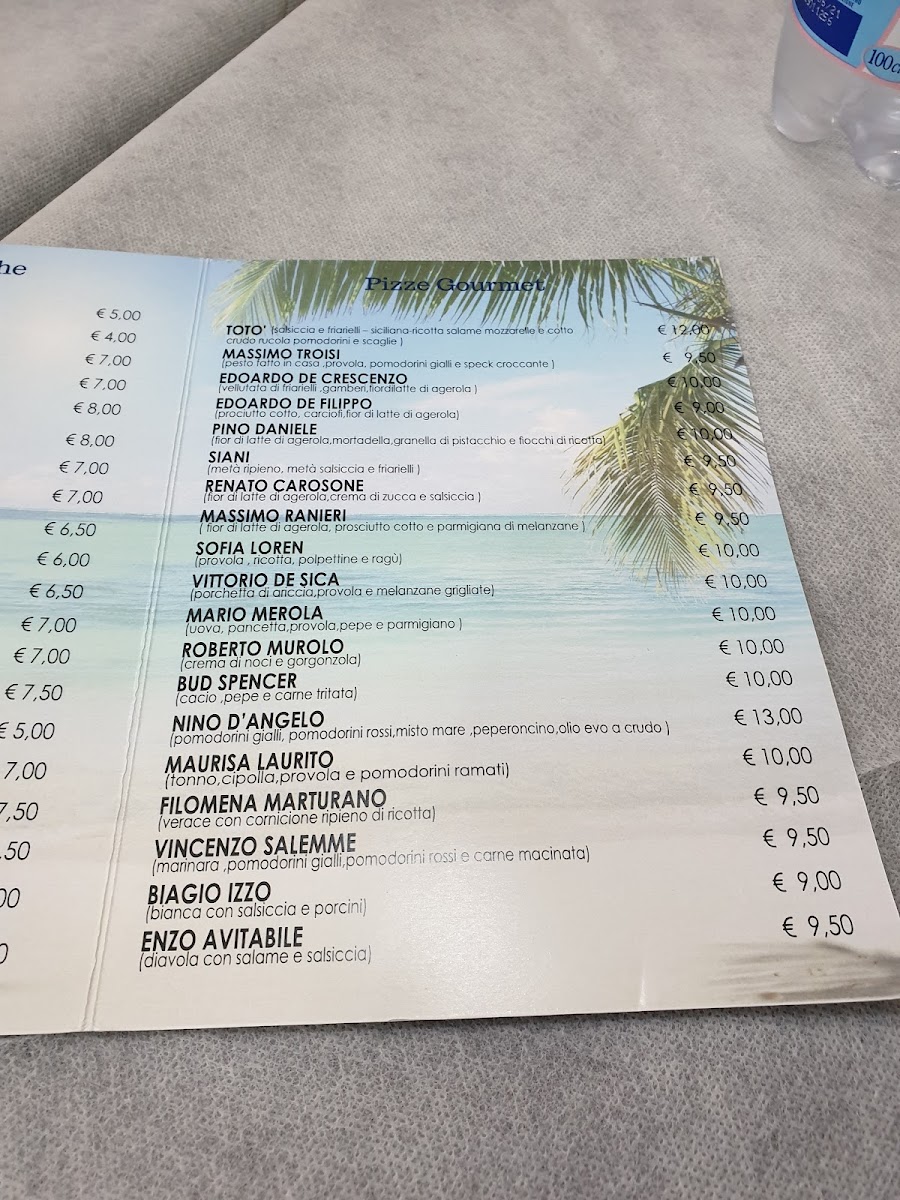 100c
he
€ 5,00
€ 4,00
€ 7,00
€ 7,00
€ 8,00
€ 8,00
€ 7,00
€ 7,00
€ 6,50
€ 6,00
€ 6,50
€ 7,00
€ 7,00
€ 7,50
€ 5,00
7,00
7,50
.50
00
0
Pizze Gourmet
TOTO' (salsiccia e friarielli – siciliana-ricotta salame mozzarelle e cotto € 12,00
crudo rucola pomodorini e scaglie )
MASSIMO TROISI € 9,50
(pesto fatto in casa ,provola, pomodorini gialli e speck croccante )
EDOARDO DE CRESCENZO € 10,00
(vellutata di friarielli ,gamberi,fiordilatte di agerola )
EDOARDO DE FILIPPO € 9,00
(prociutto cotto, carciofi,fior di latte di agerola)
PINO DANIELE € 10,00
(fior di latte di agerola,mortadella,granella di pistacchio e fiocchi di ricotta)
SIANI € 9,50
(metà ripieno, metà salsiccia e friarielli )
RENATO CAROSONE € 9,50
(fior di latte di agerola,crema di zucca e salsiccia )
MASSIMO RANIERI € 9,50
( fior di latte di agerola, prosciutto cotto e parmigiana di melanzane )
SOFIA LOREN € 10,00
(provola , ricotta, polpettine e ragù)
VITTORIO DE SICA € 10,00
(porchetta di ariccia,provola e melanzane grigliate)
MARIO MEROLA € 10,00
(uova, pancetta,provola,pepe e parmigiano )
ROBERTO MUROLO € 10,00
(crema di noci e gorgonzola)
BUD SPENCER € 10,00
(cacio ,pepe e carne tritata)
NINO D'ANGELO € 13,00
(pomodorini gialli, pomodorini rossi,misto mare ,peperoncino,olio evo a crudo )
MAURISA LAURITO € 10,00
(tonno,cipolla,provola e pomodorini ramati)
FILOMENA MARTURANO € 9,50
(verace con cornicione ripieno di ricotta)
VINCENZO SALEMME € 9,50
(marinara ,pomodorini gialli,pomodorini rossi e carne macinata)
BIAGIO IZZO € 9,00
(bianca con salsiccia e porcini)
ENZO AVITABILE € 9,50
(diavola con salame e salsiccia)